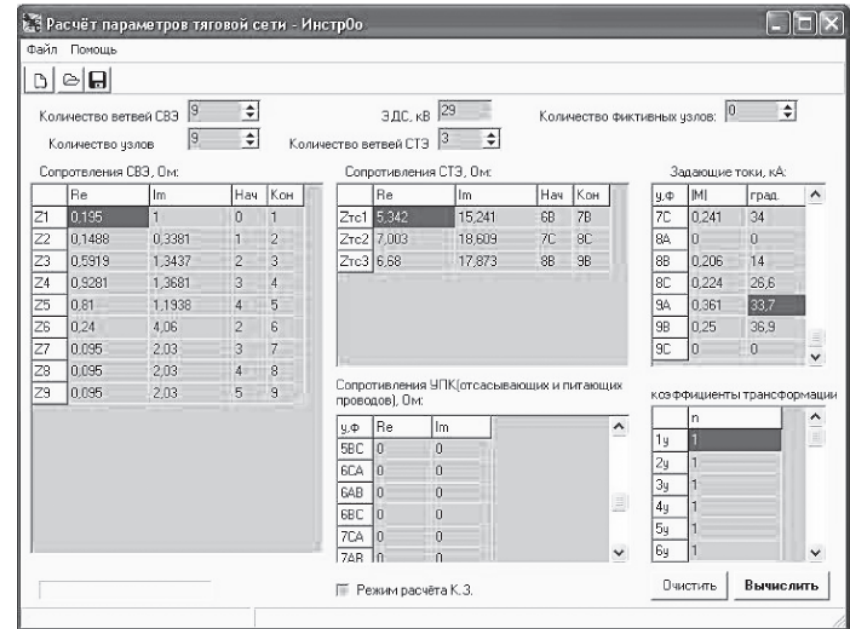 Расчёт параметров тяговой сети - Инстр0о
Файл Помощь
Количество ветвей СВЭ 9
ЭДС, кВ 29
Количество фиктивных узлов: 0
Количество узлов 9
Количество ветвей СТЭ 3
Сопротвления СВЭ, Ом:
Re Im Нач Кон
Z1 0,195 1 0 1
Z2 0,1488 0,3381 1 2
Z3 0,5919 1,3437 2 3
Z4 0,9281 1,3681 3 4
Z5 0,81 1,1938 4 5
Z6 0,24 4,06 2 6
Z7 0,095 2,03 3 7
Z8 0,095 2,03 4 8
Z9 0,095 2,03 5 9
Сопротивления СТЭ, Ом:
Re Im Нач Кон
Zтс1 5,342 15,241 6B 7B
Zтс2 7,003 18,609 7C 8C
Zтс3 6,68 17,873 8B 9B
Задающие токи, кА:
у.ф |М| град.
7C 0,241 34
8A 0 0
8B 0,206 14
8C 0,224 26,6
9A 0,361 33,7
9B 0,25 36,9
9C 0 0
Сопротивления УПК(отсасывающих и питающих
проводов), Ом:
у.ф Re Im
5BC 0 0
6CA 0 0
6AB 0 0
6BC 0 0
7CA 0 0
7AB 0 0
коэффициенты трансформации
n
1у 1
2у 1
3у 1
4у 1
5у 1
6у 1
Режим расчёта К.З.
Очистить Вычислить